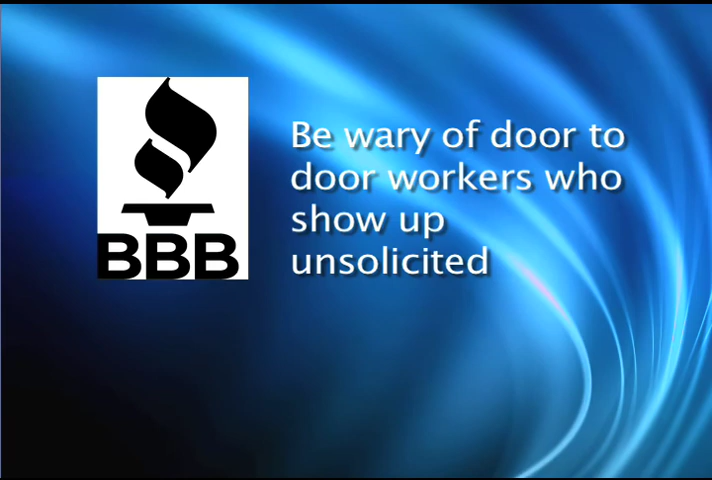 BBB
Be wary of door to
door workers who
show up
unsolicited